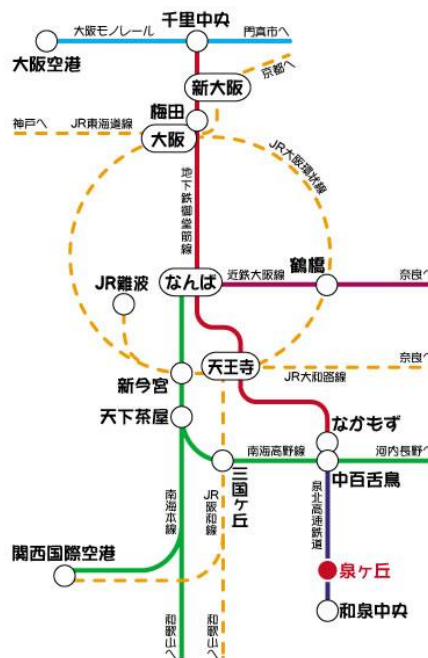 千里中央
大阪モノレール
門真市へ
大阪空港
新大阪
京都へ
梅田
神戸へ
JR東海道線
大阪
JR大阪環状線
地下鉄御堂筋線
鶴橋
近鉄大阪線
奈良へ
JR難波
なんば
天王寺
奈良へ
JR大和路線
新今宮
天下茶屋
なかもず
南海高野線
河内長野へ
中百舌鳥
三国ヶ丘
南海本線
JR阪和線
泉北高速鉄道
関西国際空港
泉ヶ丘
和泉中央
和歌山へ
和歌山へ